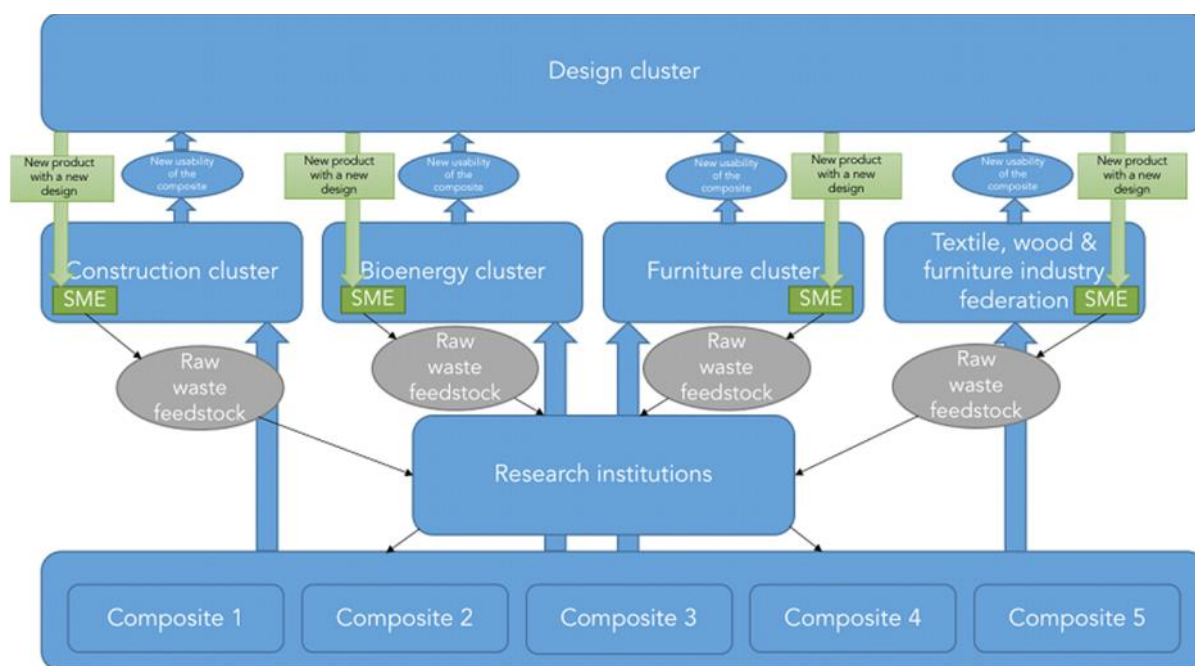 Design cluster
New product
with a new
design
New usability
of the
composite
New product
with a new
design
New usability
of the
composite
New usability
of the
composite
New product
with a new
design
New usability
of the
composite
New product
with a new
design
Construction cluster
SME
Bioenergy cluster
SME
Furniture cluster
SME
Textile, wood &
furniture industry
federation
SME
Raw
waste
feedstock
Raw
waste
feedstock
Raw
waste
feedstock
Raw
waste
feedstock
Research institutions
Composite 1
Composite 2
Composite 3
Composite 4
Composite 5